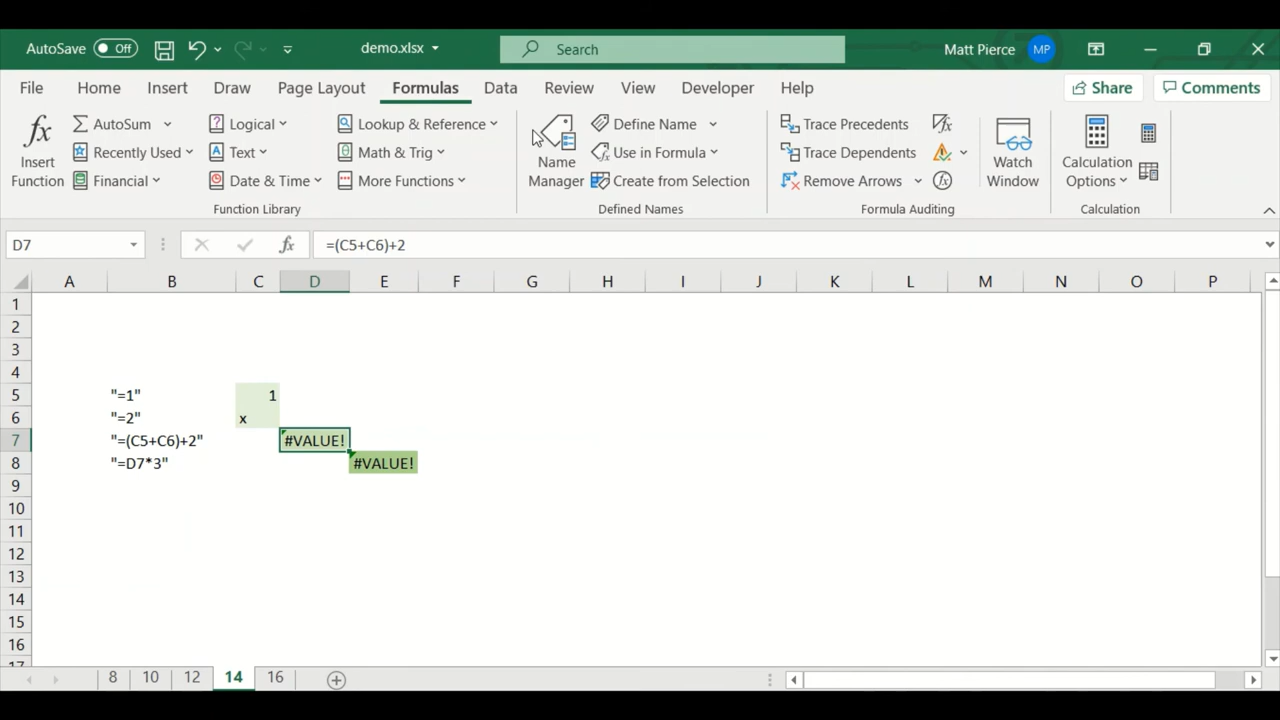 AutoSave Off demo.xlsx Search Matt Pierce MP
File Home Insert Draw Page Layout Formulas Data Review View Developer Help Share Comments
fx Insert Function
AutoSum
Recently Used
Financial
Logical
Text
Date & Time
Lookup & Reference
Math & Trig
More Functions
Function Library
Name Manager
Define Name
Use in Formula
Create from Selection
Defined Names
Trace Precedents
Trace Dependents
Remove Arrows
Watch Window
Formula Auditing
Calculation Options
Calculation
D7 fx =(C5+C6)+2
A B C D E F G H I J K L M N O P
1
2
3
4
5 "=1" 1
6 "=2" x
7 "=(C5+C6)+2" #VALUE!
8 "=D7*3" #VALUE!
9
10
11
12
13
14
15
16
17
8 10 12 14 16